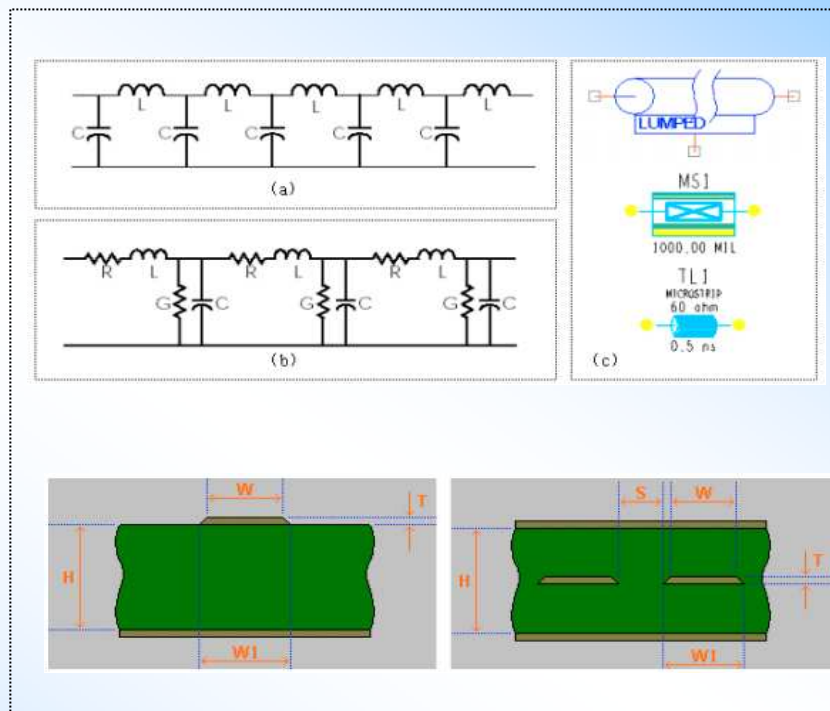 L L L L L
C C C C C
(a)
R L R L R L
G C G C G C
(b)
LUMPED
MS1
1000.00 MIL
TL1
MICROSTRIP
60 ohm
0.5 ns
(c)
W T
H
W1
S W
T
H
W1